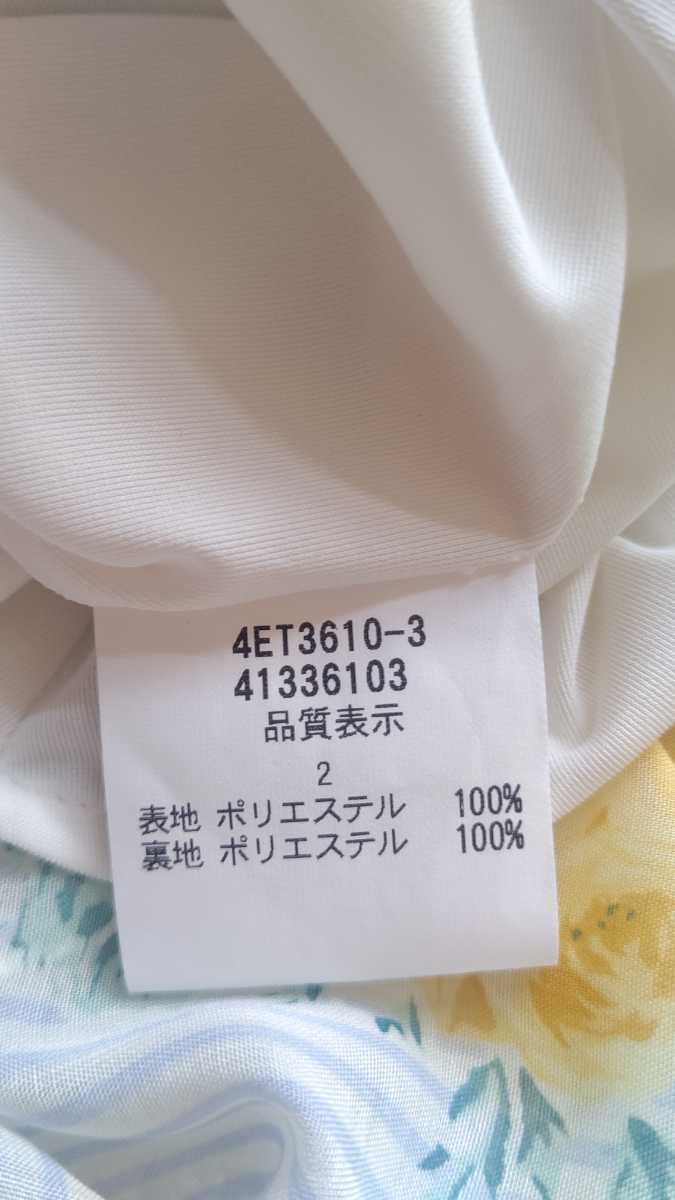 4ET3610-3
41336103
品質表示
2
表地 ポリエステル 100%
裏地 ポリエステル 100%